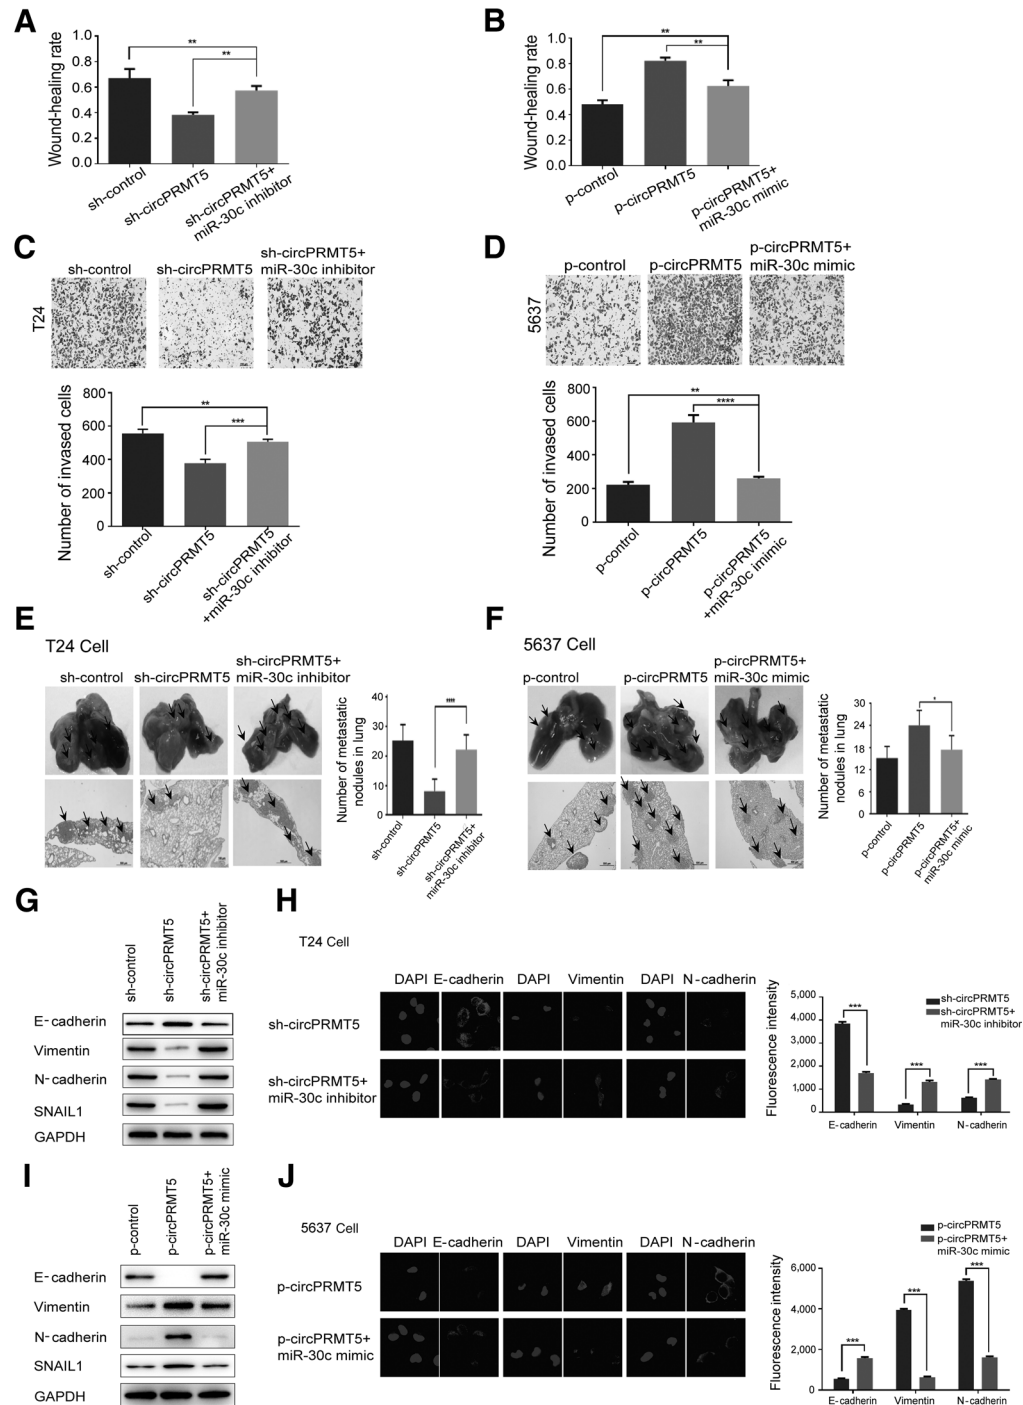 A
Wound-healing rate
1.0
0.8
0.6
0.4
0.2
0.0
**
**
sh-control
sh-circPRMT5
sh-circPRMT5+
miR-30c inhibitor
B
Wound-healing rate
1.0
0.8
0.6
0.4
0.2
0.0
**
**
p-control
p-circPRMT5
p-circPRMT5+
miR-30c mimic
C
sh-control
sh-circPRMT5
sh-circPRMT5+
miR-30c inhibitor
T24
Number of invased cells
800
600
400
200
0
**
***
sh-control
sh-circPRMT5
sh-circPRMT5
+miR-30c inhibitor
D
p-control
p-circPRMT5
p-circPRMT5+
miR-30c mimic
5637
Number of invased cells
800
600
400
200
0
**
****
p-control
p-circPRMT5
p-circPRMT5
+miR-30c imimic
E
T24 Cell
sh-control
sh-circPRMT5
sh-circPRMT5+
miR-30c inhibitor
Number of metastatic
nodules in lung
40
30
20
10
0
****
sh-control
sh-circPRMT5
sh-circPRMT5+
miR-30c inhibitor
F
5637 Cell
p-control
p-circPRMT5
p-circPRMT5+
miR-30c mimic
Number of metastatic
nodules in lung
30
24
18
12
6
0
*
p-control
p-circPRMT5
p-circPRMT5+
miR-30c mimic
G
sh-control
sh-circPRMT5
sh-circPRMT5+
miR-30c inhibitor
E-cadherin
Vimentin
N-cadherin
SNAIL1
GAPDH
H
T24 Cell
DAPI E-cadherin DAPI Vimentin DAPI N-cadherin
sh-circPRMT5
sh-circPRMT5+
miR-30c inhibitor
Fluorescence intensity
5,000
4,000
3,000
2,000
1,000
0
sh-circPRMT5
sh-circPRMT5+
miR-30c inhibitor
***
***
***
E-cadherin Vimentin N-cadherin
I
p-control
p-circPRMT5
p-circPRMT5+
miR-30c mimic
E-cadherin
Vimentin
N-cadherin
SNAIL1
GAPDH
J
5637 Cell
DAPI E-cadherin DAPI Vimentin DAPI N-cadherin
p-circPRMT5
p-circPRMT5+
miR-30c mimic
Fluorescence intensity
6,000
4,000
2,000
0
p-circPRMT5
p-circPRMT5+
miR-30c mimic
***
***
***
E-cadherin Vimentin N-cadherin